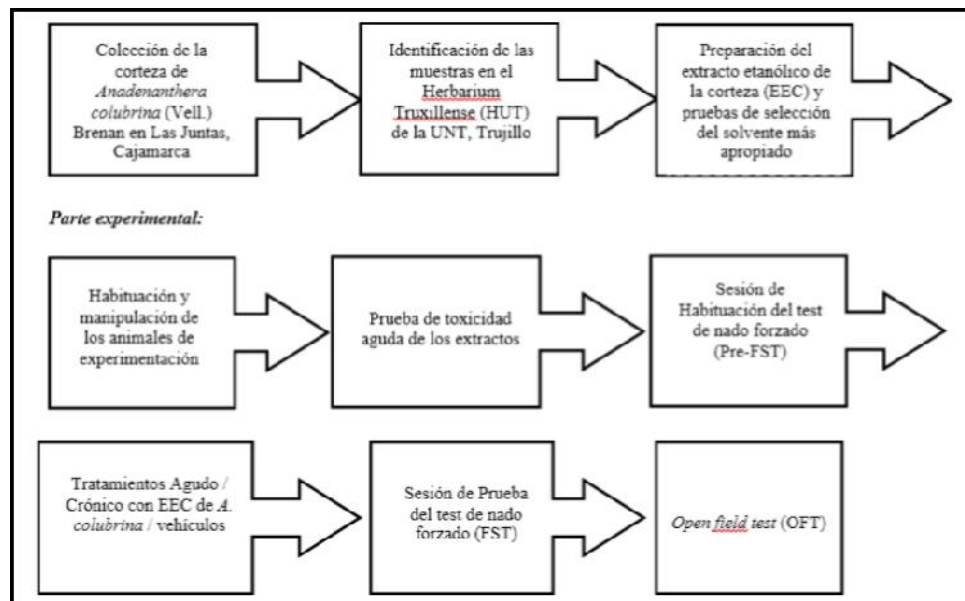 Colección de la
corteza de
Anadenanthera
colubrina (Vell.)
Brenan en Las Juntas,
Cajamarca
Identificación de las
muestras en el
Herbarium
Truxillense (HUT)
de la UNT, Trujillo
Preparación del
extracto etanólico de
la corteza (EEC) y
pruebas de selección
del solvente más
apropiado
Parte experimental:
Habituación y
manipulación de
los animales de
experimentación
Prueba de toxicidad
aguda de los extractos
Sesión de
Habituación del test
de nado forzado
(Pre-FST)
Tratamientos Agudo /
Crónico con EEC de A.
colubrina / vehículos
Sesión de Prueba
del test de nado
forzado (FST)
Open field test (OFT)